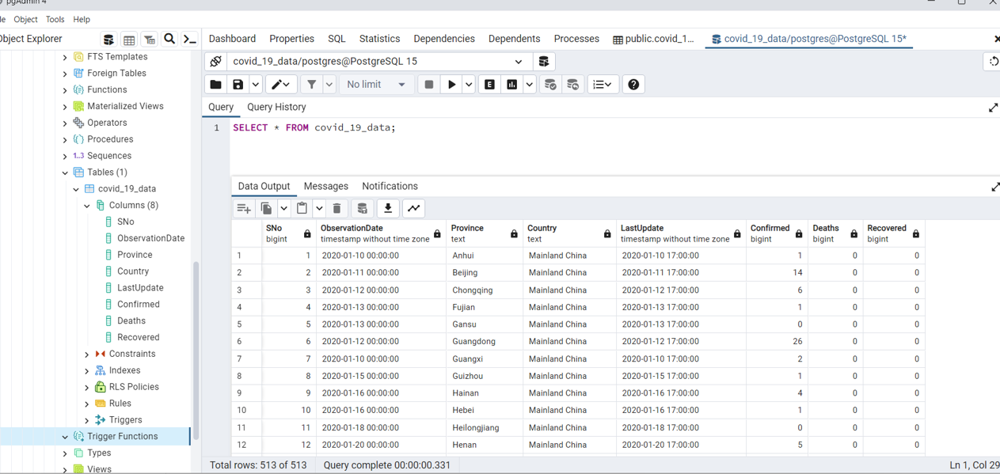 pgAdmin 4
Object Tools Help
Object Explorer
Dashboard Properties SQL Statistics Dependencies Dependents Processes public.covid_1... covid_19_data/postgres@PostgreSQL 15*
FTS Templates
Foreign Tables
Functions
Materialized Views
Operators
Procedures
1..3 Sequences
Tables (1)
covid_19_data
Columns (8)
SNo
ObservationDate
Province
Country
LastUpdate
Confirmed
Deaths
Recovered
Constraints
Indexes
RLS Policies
Rules
Triggers
Trigger Functions
Types
Views
covid_19_data/postgres@PostgreSQL 15
No limit E
Query Query History
1 SELECT * FROM covid_19_data;
Data Output Messages Notifications
SNo ObservationDate Province Country LastUpdate Confirmed Deaths Recovered
bigint timestamp without time zone text text timestamp without time zone bigint bigint bigint
1 1 2020-01-10 00:00:00 Anhui Mainland China 2020-01-10 17:00:00 1 0 0
2 2 2020-01-11 00:00:00 Beijing Mainland China 2020-01-11 17:00:00 14 0 0
3 3 2020-01-12 00:00:00 Chongqing Mainland China 2020-01-12 17:00:00 6 0 0
4 4 2020-01-13 00:00:00 Fujian Mainland China 2020-01-13 17:00:00 1 0 0
5 5 2020-01-13 00:00:00 Gansu Mainland China 2020-01-13 17:00:00 0 0 0
6 6 2020-01-12 00:00:00 Guangdong Mainland China 2020-01-12 17:00:00 26 0 0
7 7 2020-01-10 00:00:00 Guangxi Mainland China 2020-01-10 17:00:00 2 0 0
8 8 2020-01-15 00:00:00 Guizhou Mainland China 2020-01-15 17:00:00 1 0 0
9 9 2020-01-16 00:00:00 Hainan Mainland China 2020-01-16 17:00:00 4 0 0
10 10 2020-01-16 00:00:00 Hebei Mainland China 2020-01-16 17:00:00 1 0 0
11 11 2020-01-18 00:00:00 Heilongjiang Mainland China 2020-01-18 17:00:00 0 0 0
12 12 2020-01-20 00:00:00 Henan Mainland China 2020-01-20 17:00:00 5 0 0
Total rows: 513 of 513 Query complete 00:00:00.331 Ln 1, Col 29